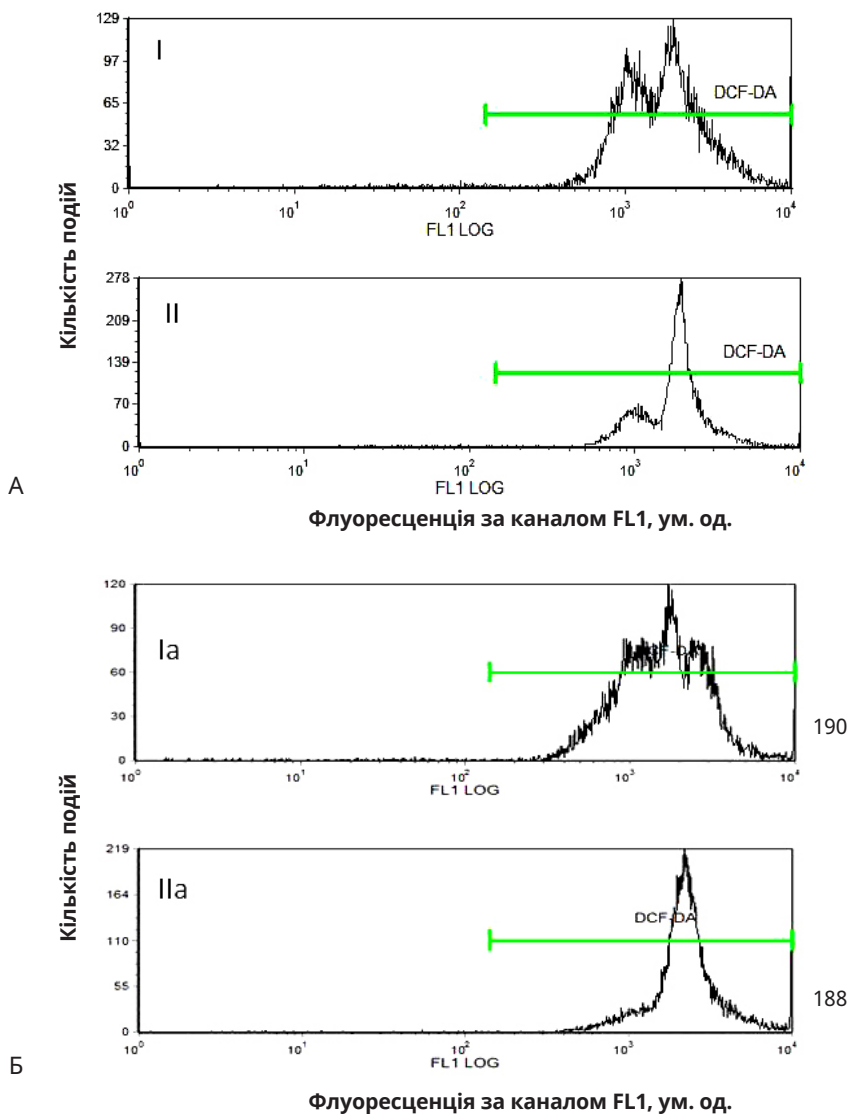 Кількість подій
129
97
65
32
0
I
DCF-DA
10⁰ 10¹ 10² 10³ 10⁴
FL1 LOG
278
209
139
70
0
II
DCF-DA
10⁰ 10¹ 10² 10³ 10⁴
FL1 LOG
А
Флуоресценція за каналом FL1, ум. од.
Кількість подій
120
90
60
30
0
Ia
DCF-DA
10⁰ 10¹ 10² 10³ 10⁴
FL1 LOG
190
219
164
110
55
0
IIa
DCF-DA
10⁰ 10¹ 10² 10³ 10⁴
FL1 LOG
188
Б
Флуоресценція за каналом FL1, ум. од.